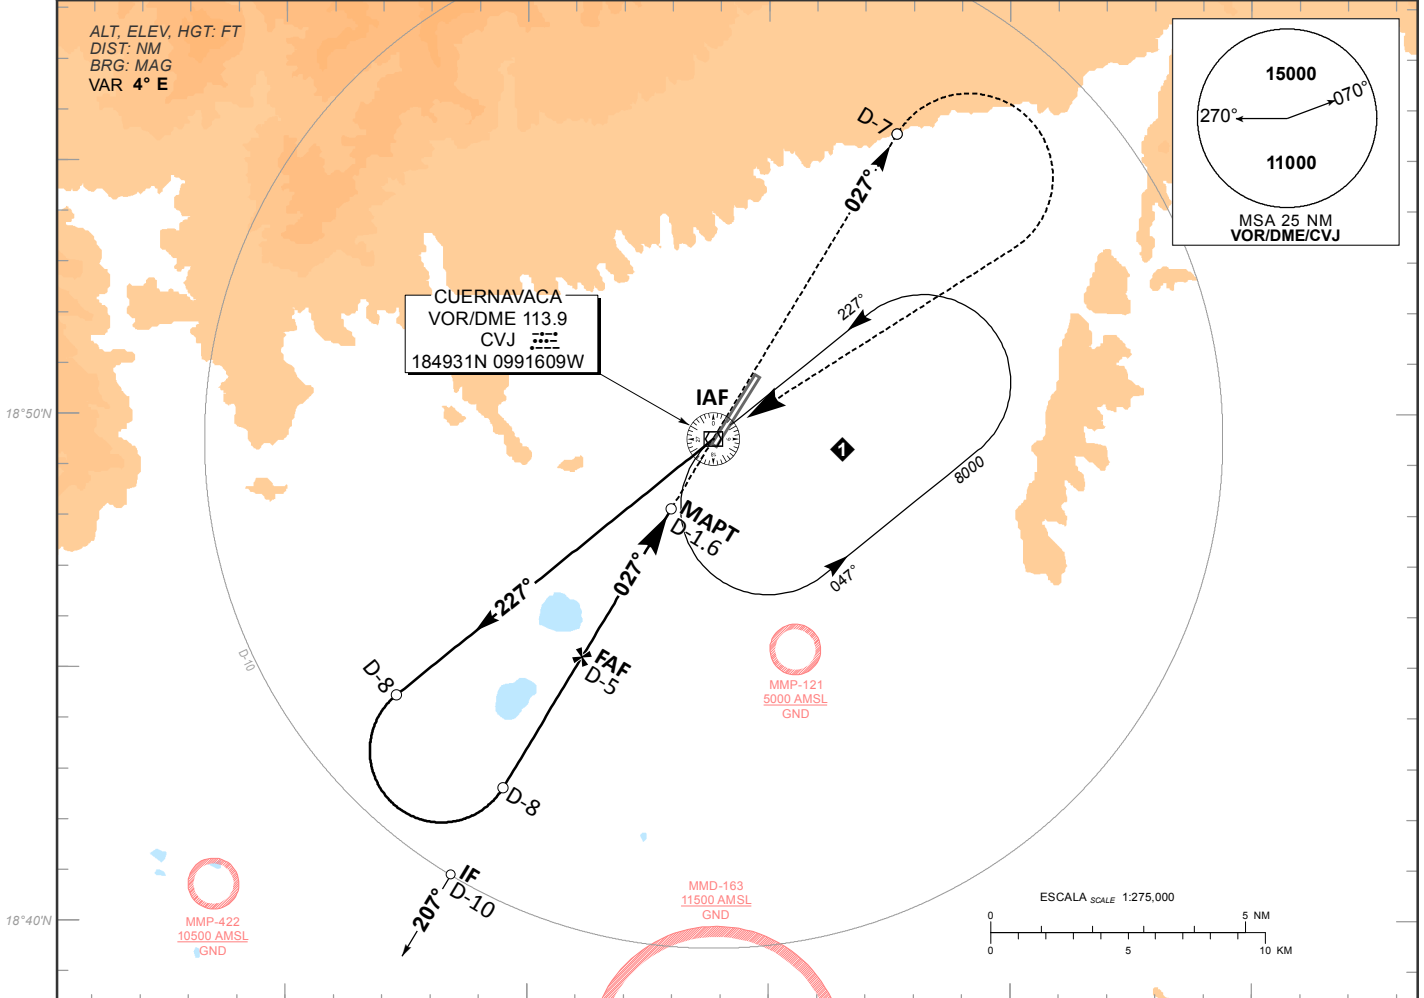 ALT, ELEV, HGT: FT
DIST: NM
BRG: MAG
VAR 4° E
15000
070°
270°
11000
MSA 25 NM
VOR/DME/CVJ
D-7
027°
CUERNAVACA
VOR/DME 113.9
CVJ
184931N 0991609W
227°
IAF
18°50'N
1
8000
MAPT
D-1.6
047°
027°
227°
FAF
D-5
D-10
D-8
MMP-121
5000 AMSL
GND
D-8
IF
D-10
207°
MMP-422
10500 AMSL
GND
MMD-163
11500 AMSL
GND
18°40'N
ESCALA SCALE 1:275,000
0 5 NM
0 5 10 KM